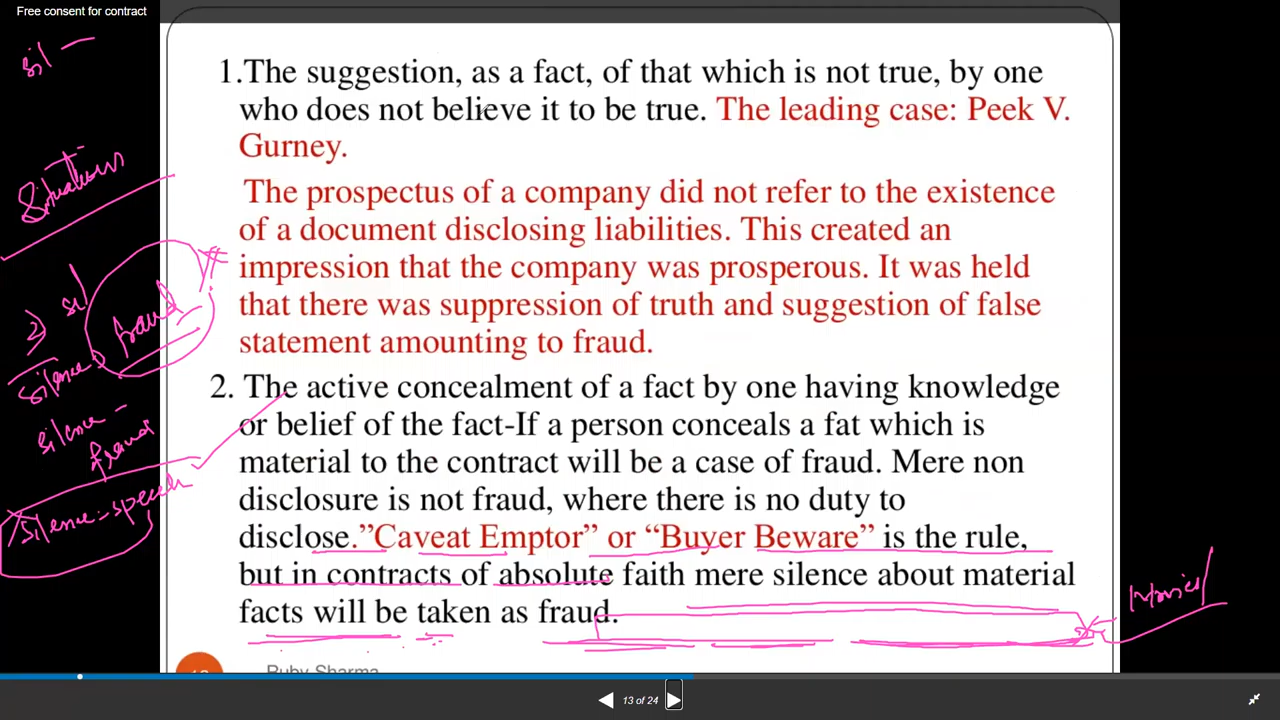 Free consent for contract
sil
1.The suggestion, as a fact, of that which is not true, by one
who does not believe it to be true. The leading case: Peek V.
Gurney.
Situations
The prospectus of a company did not refer to the existence
of a document disclosing liabilities. This created an
impression that the company was prosperous. It was held
that there was suppression of truth and suggestion of false
statement amounting to fraud.
2) sil
fraud
silence
silence -
fraud
Silence - speech
2. The active concealment of a fact by one having knowledge
or belief of the fact-If a person conceals a fat which is
material to the contract will be a case of fraud. Mere non
disclosure is not fraud, where there is no duty to
disclose.”Caveat Emptor” or “Buyer Beware” is the rule,
but in contracts of absolute faith mere silence about material
facts will be taken as fraud.
Ruby Sharma
13 of 24